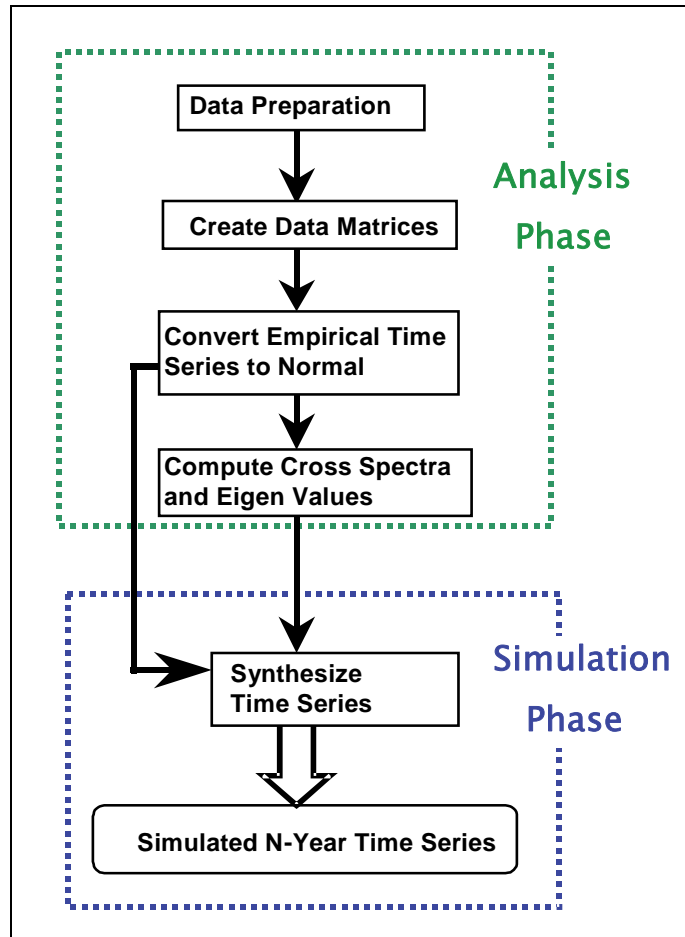 Data Preparation
Analysis
Phase
Create Data Matrices
Convert Empirical Time
Series to Normal
Compute Cross Spectra
and Eigen Values
Simulation
Phase
Synthesize
Time Series
Simulated N-Year Time Series